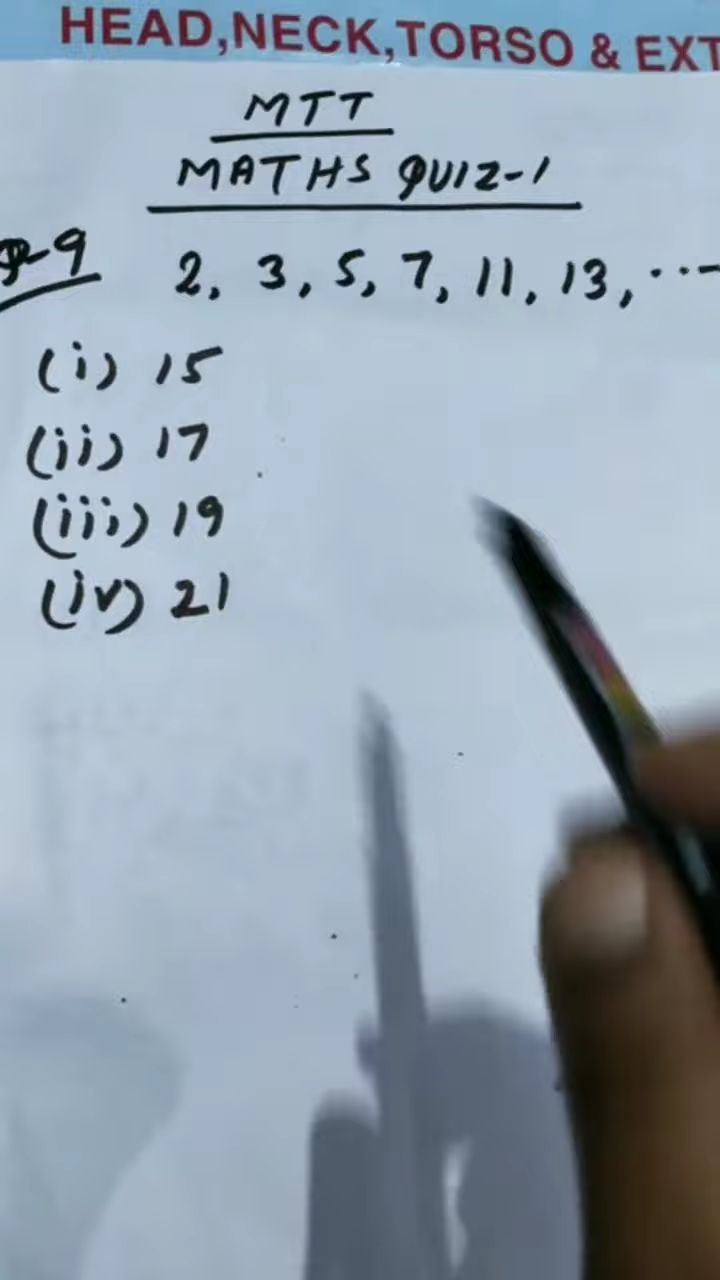 HEAD,NECK,TORSO & EXT
MTT
MATHS QUIZ-1
Q-9 2, 3, 5, 7, 11, 13, ...
(i) 15
(ii) 17
(iii) 19
(iv) 21